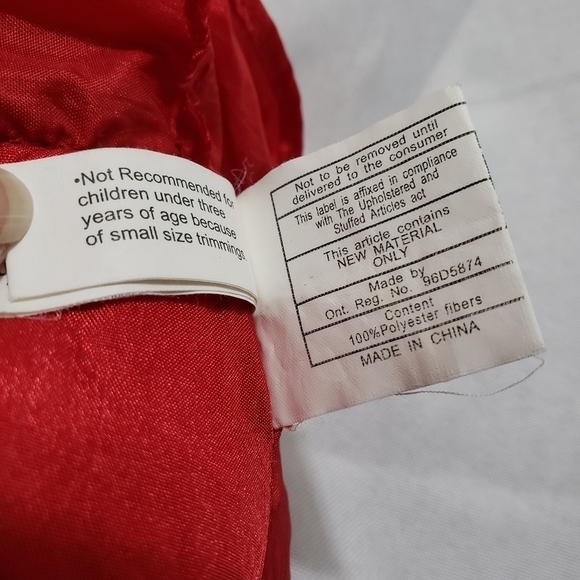 •Not Recommended for
children under three
years of age because
of small size trimmings
Not to be removed until
delivered to the consumer
This label is affixed in compliance
with The Upholstered and
Stuffed Articles act
This article contains
NEW MATERIAL
ONLY
Made by
Ont. Reg. No. 96D5874
Content
100%Polyester fibers
MADE IN CHINA